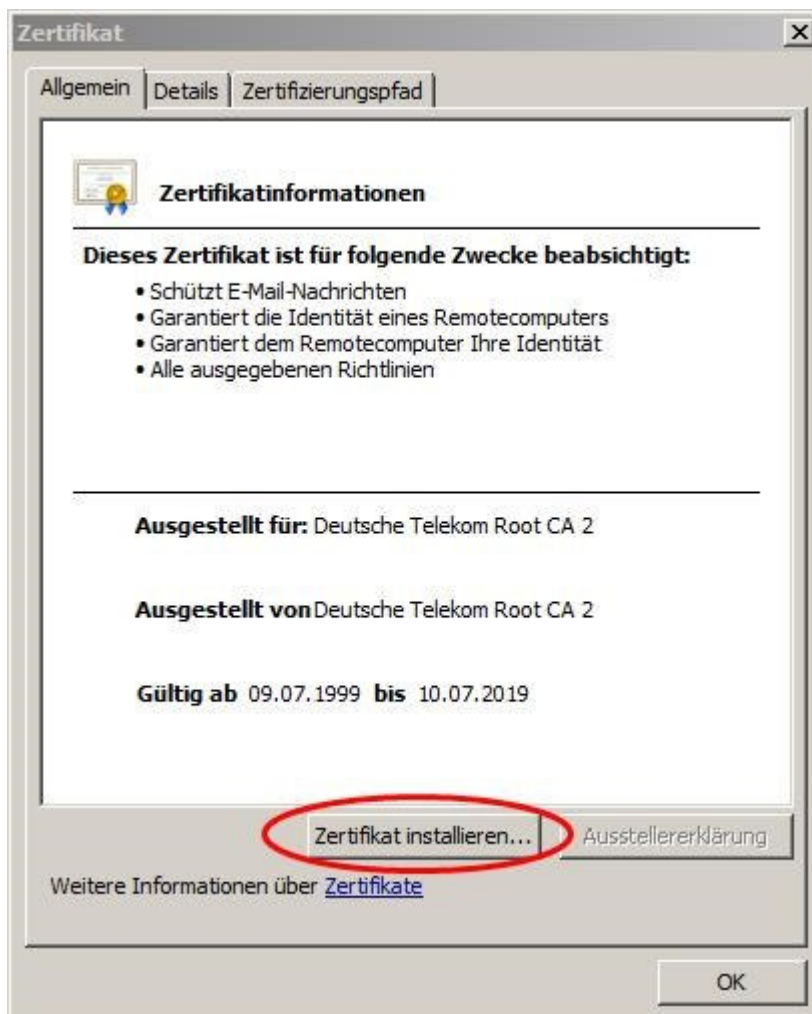 Zertifikat
Allgemein Details Zertifizierungspfad
Zertifikatinformationen
Dieses Zertifikat ist für folgende Zwecke beabsichtigt:
• Schützt E-Mail-Nachrichten
• Garantiert die Identität eines Remotecomputers
• Garantiert dem Remotecomputer Ihre Identität
• Alle ausgegebenen Richtlinien
Ausgestellt für: Deutsche Telekom Root CA 2
Ausgestellt von Deutsche Telekom Root CA 2
Gültig ab 09.07.1999 bis 10.07.2019
Zertifikat installieren... Ausstellererklärung
Weitere Informationen über Zertifikate
OK